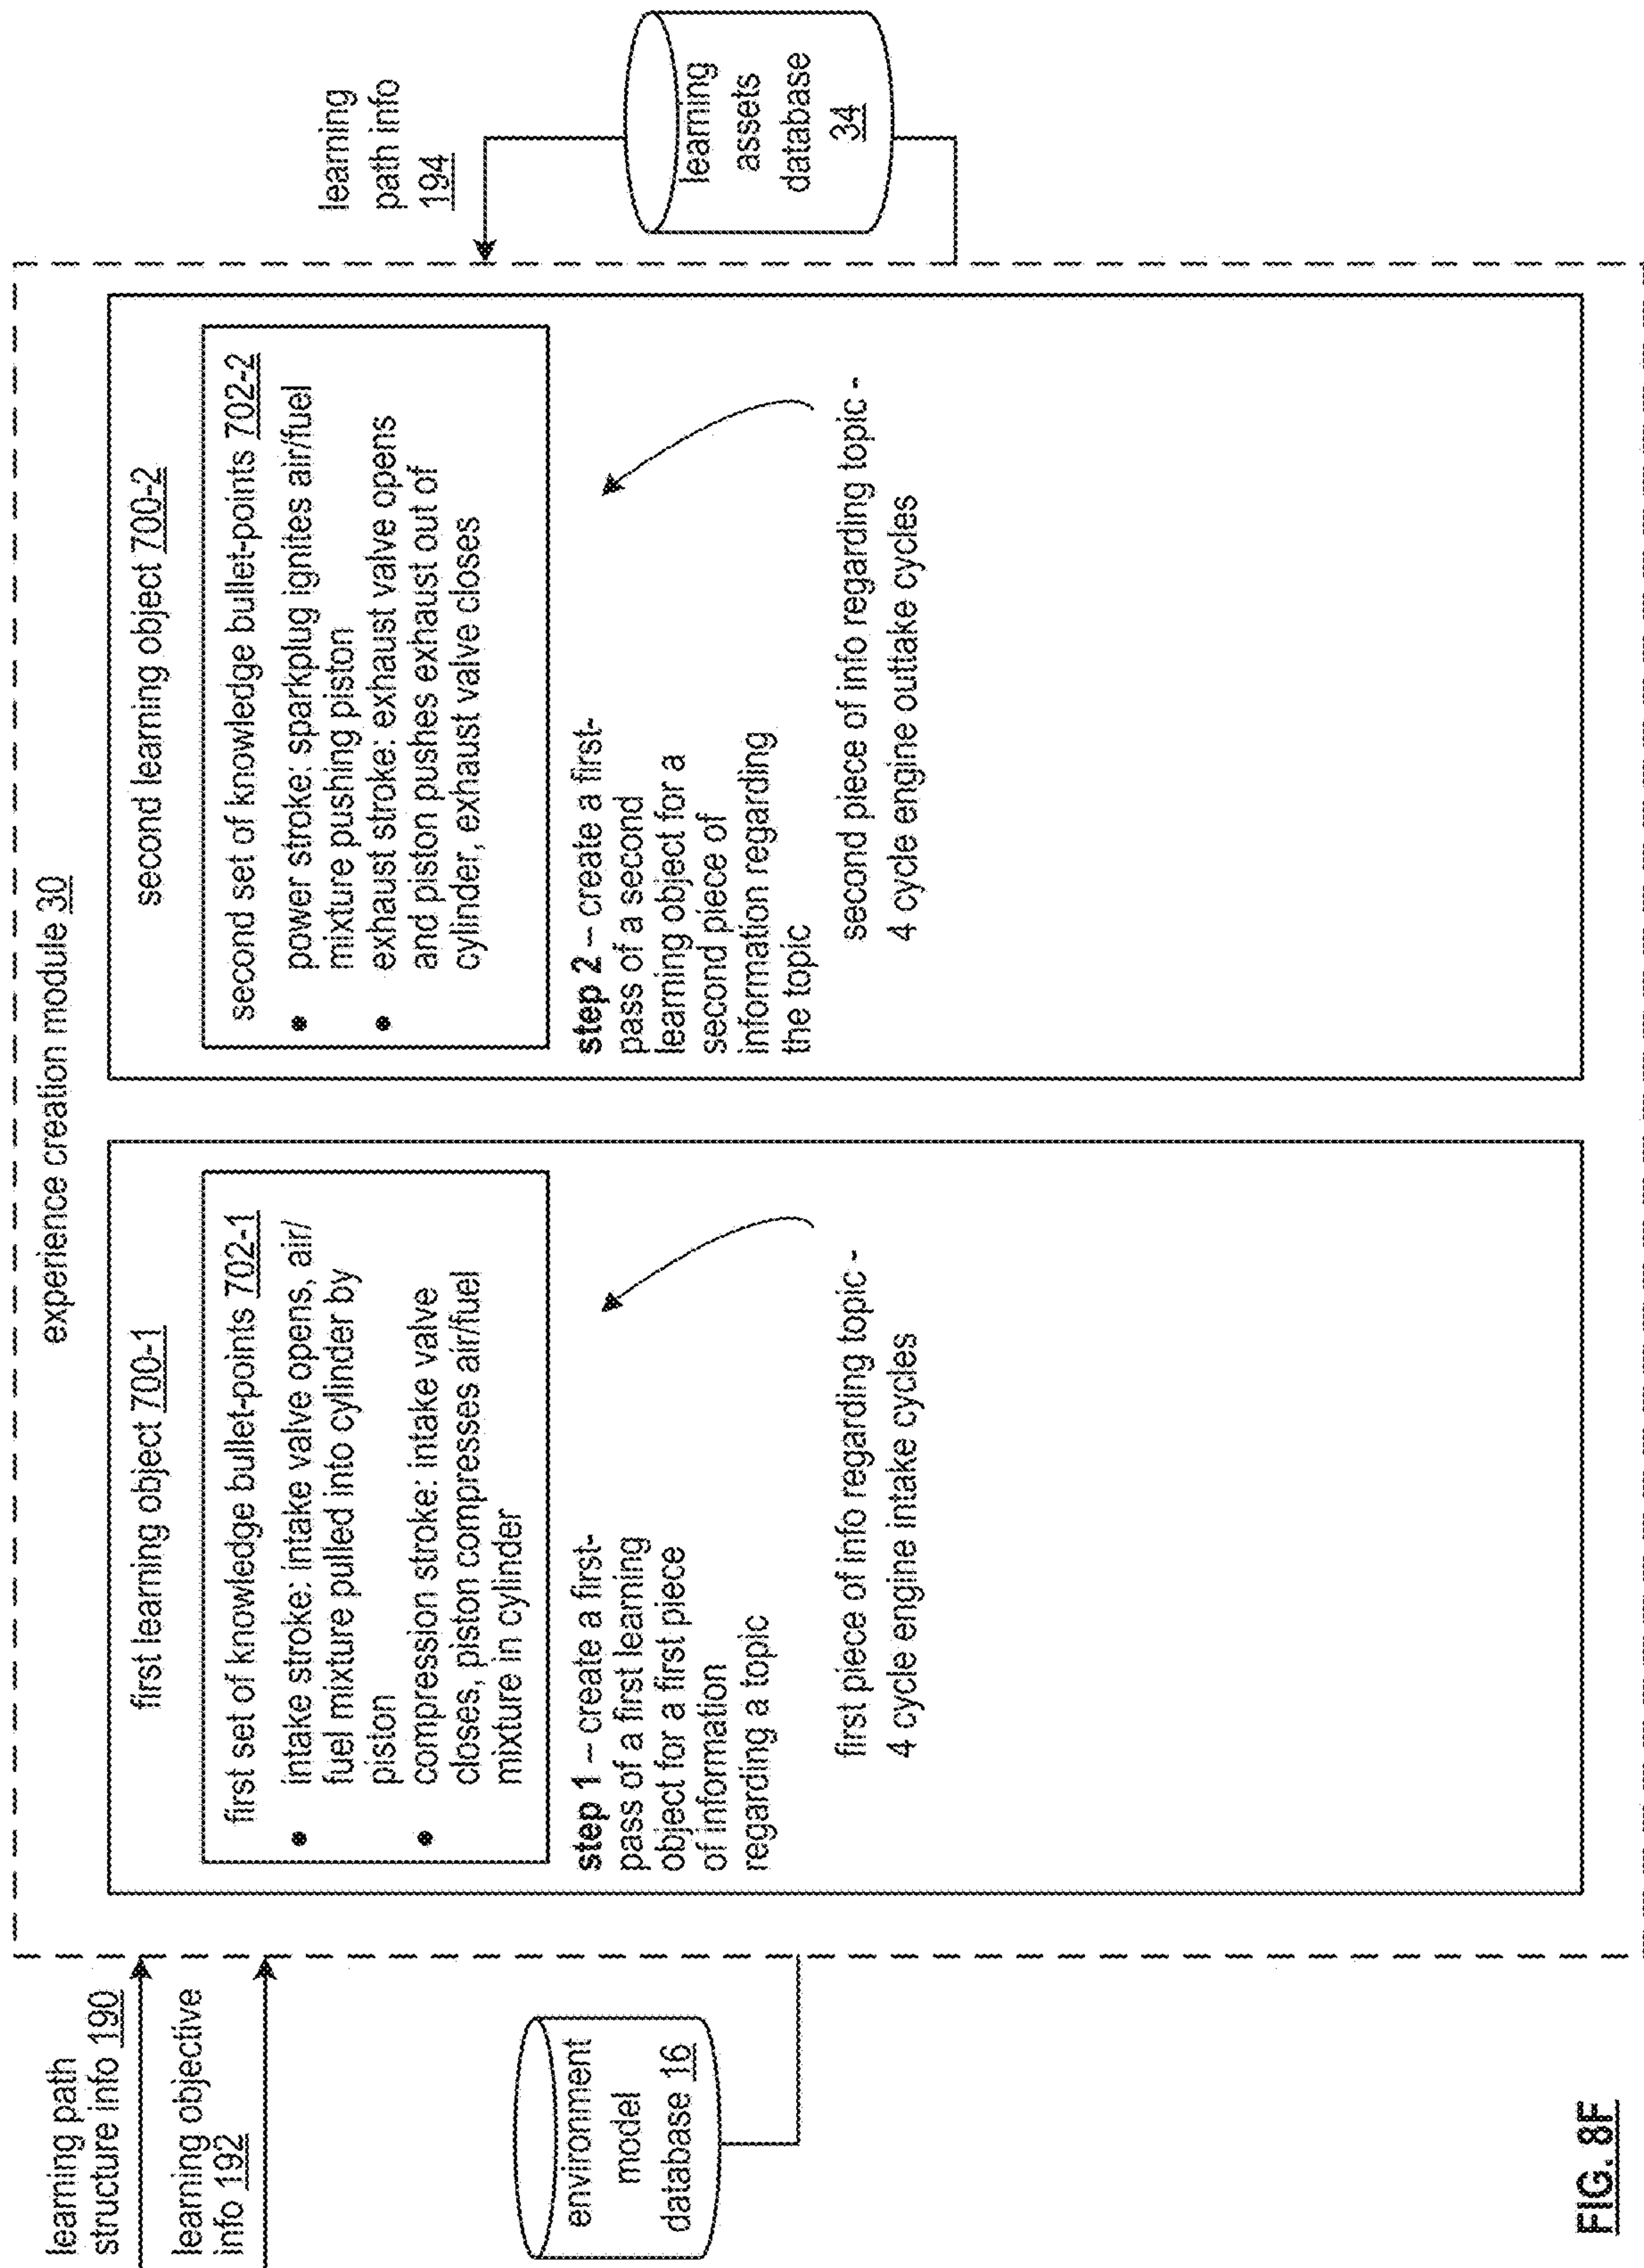 learning path
structure info 190
learning objective
info 192
environment
model
database 16
experience creation module 30
first learning object 700-1
first set of knowledge bullet-points 702-1
• intake stroke: intake valve opens, air/
fuel mixture pulled into cylinder by
piston
• compression stroke: intake valve
closes, piston compresses air/fuel
mixture in cylinder
step 1 – create a first-
pass of a first learning
object for a first piece
of information
regarding a topic
first piece of info regarding topic -
4 cycle engine intake cycles
second learning object 700-2
second set of knowledge bullet-points 702-2
• power stroke: sparkplug ignites air/fuel
mixture pushing piston
• exhaust stroke: exhaust valve opens
and piston pushes exhaust out of
cylinder, exhaust valve closes
step 2 – create a first-
pass of a second
learning object for a
second piece of
information regarding
the topic
second piece of info regarding topic -
4 cycle engine outtake cycles
learning
path info
194
learning
assets
database
34
FIG. 8F